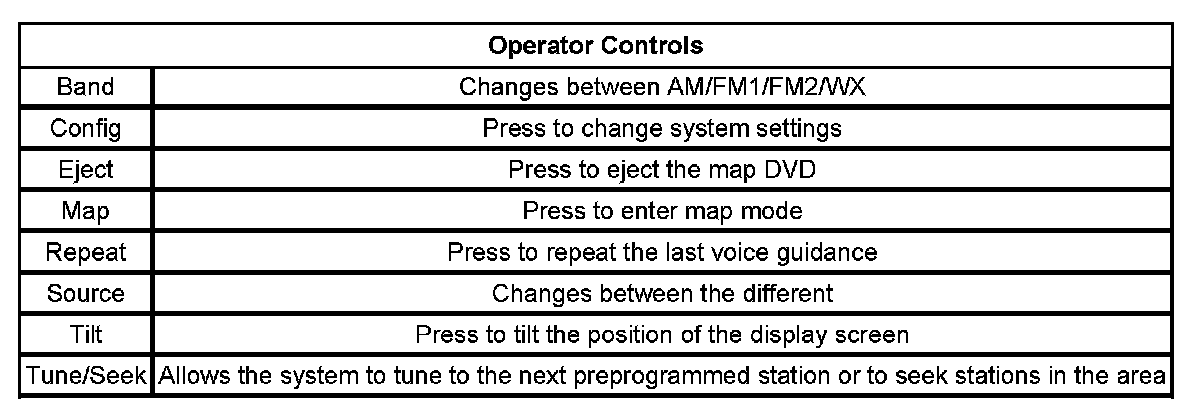 Operator Controls
Band Changes between AM/FM1/FM2/WX
Config Press to change system settings
Eject Press to eject the map DVD
Map Press to enter map mode
Repeat Press to repeat the last voice guidance
Source Changes between the different
Tilt Press to tilt the position of the display screen
Tune/Seek Allows the system to tune to the next preprogrammed station or to seek stations in the area